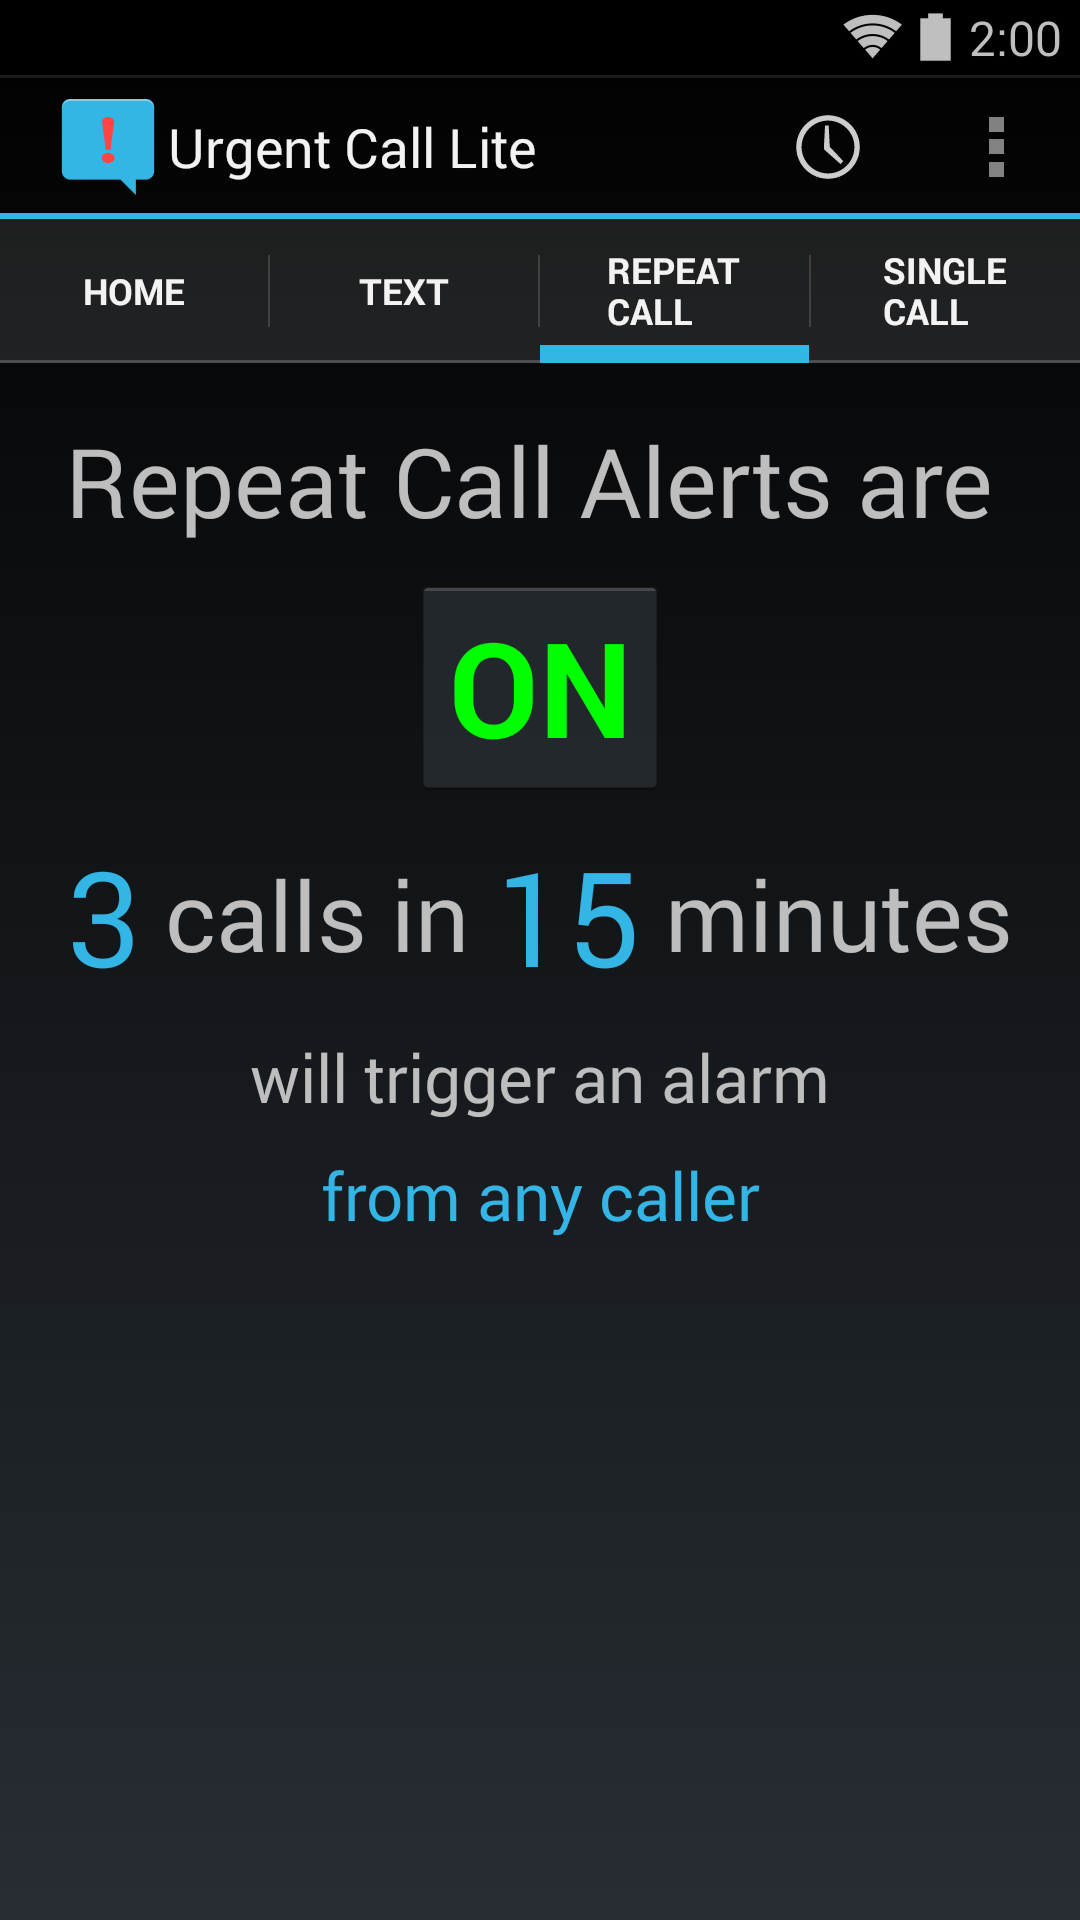 2:00
! Urgent Call Lite
HOME
TEXT
REPEAT
CALL
SINGLE
CALL
Repeat Call Alerts are
ON
3 calls in 15 minutes
will trigger an alarm
from any caller